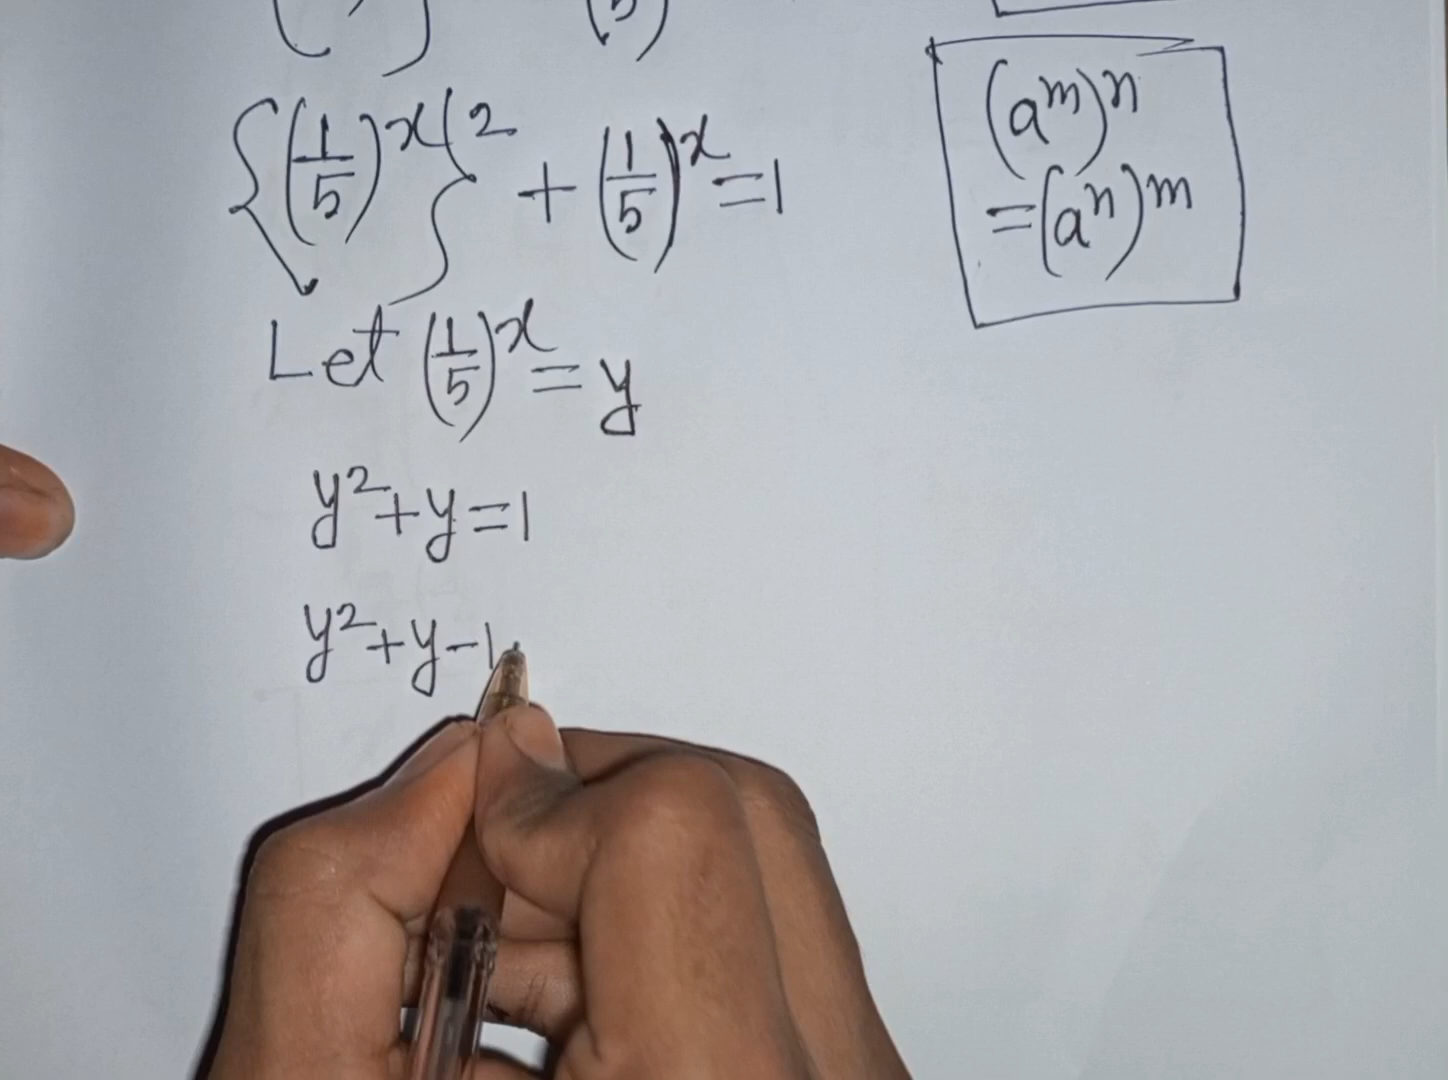 {(1/5)^x}^2 + (1/5)^x = 1
Let (1/5)^x = y
y^2 + y = 1
y^2 + y - 1
(a^m)^n
= (a^n)^m